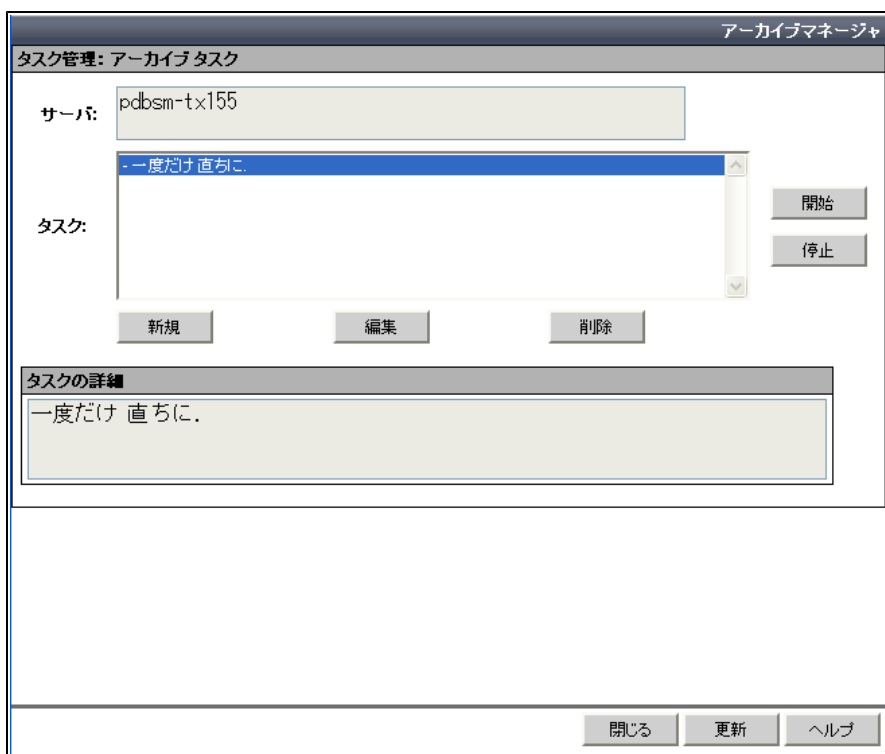 アーカイブマネージャ
タスク管理: アーカイブ タスク
サーバ: pdbsm-tx155
- 一度だけ 直ちに.
タスク:
開始
停止
新規 編集 削除
タスクの詳細
一度だけ 直ちに.
閉じる 更新 ヘルプ